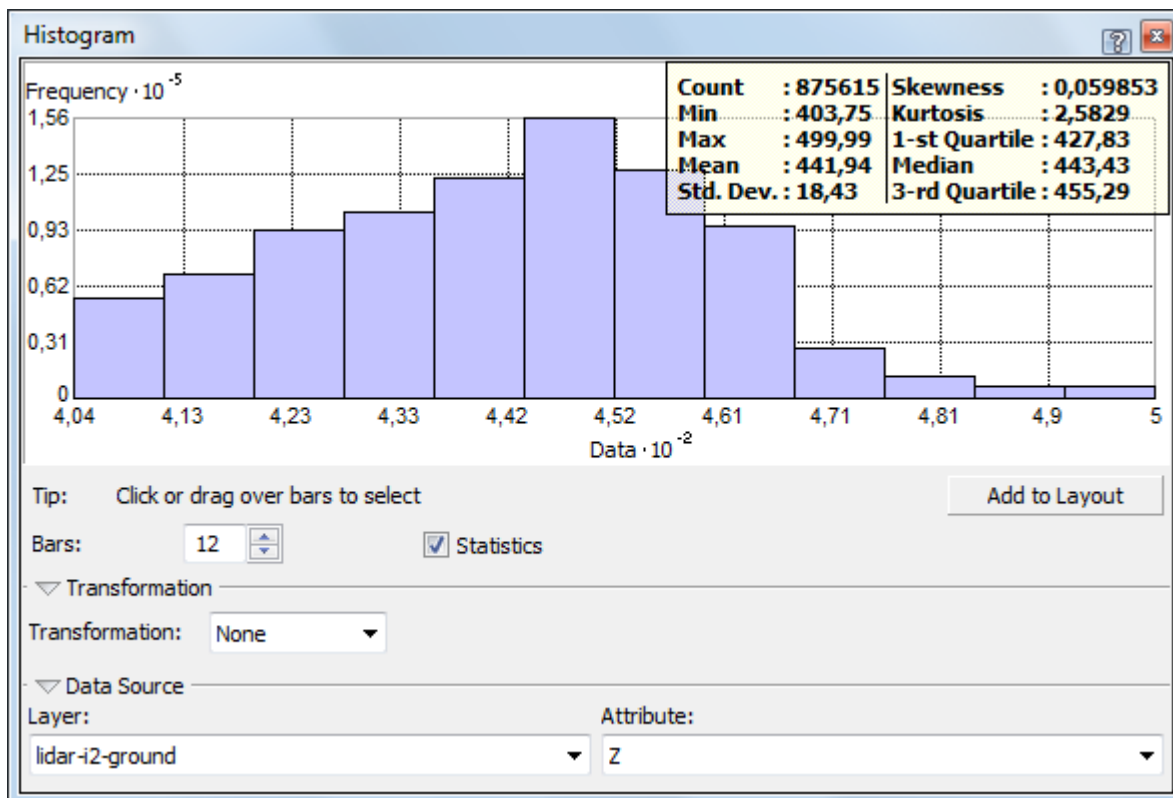 Histogram
Frequency · 10 -5
Count : 875615 Skewness : 0,059853
Min : 403,75 Kurtosis : 2,5829
Max : 499,99 1-st Quartile : 427,83
Mean : 441,94 Median : 443,43
Std. Dev. : 18,43 3-rd Quartile : 455,29
1,56
1,25
0,93
0,62
0,31
0
4,04 4,13 4,23 4,33 4,42 4,52 4,61 4,71 4,81 4,9 5
Data · 10 -2
Tip: Click or drag over bars to select Add to Layout
Bars: 12 Statistics
Transformation
Transformation: None
Data Source
Layer: Attribute:
lidar-i2-ground Z